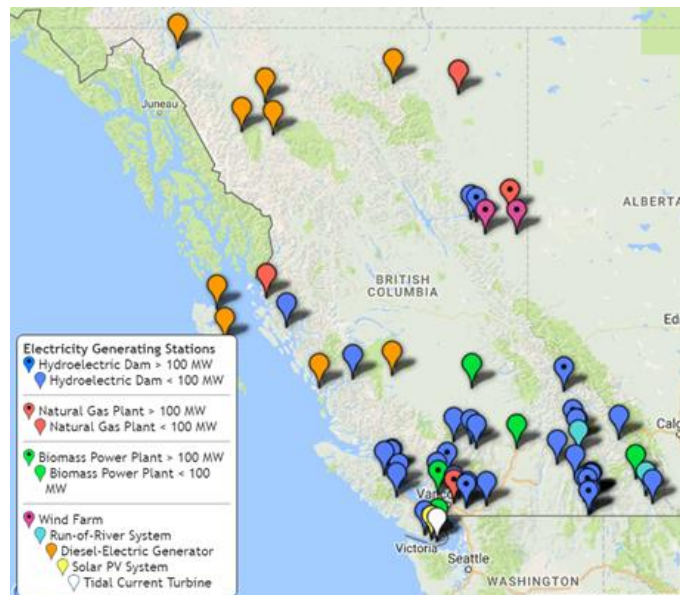 Juneau
ALBERTA
BRITISH
COLUMBIA
Ed
Electricity Generating Stations
Hydroelectric Dam > 100 MW
Hydroelectric Dam < 100 MW
Natural Gas Plant > 100 MW
Natural Gas Plant < 100 MW
Biomass Power Plant > 100 MW
Biomass Power Plant < 100
MW
Wind Farm
Run-of-River System
Diesel-Electric Generator
Solar PV System
Tidal Current Turbine
Calg
Vanco
Victoria
Seattle
WASHINGTON